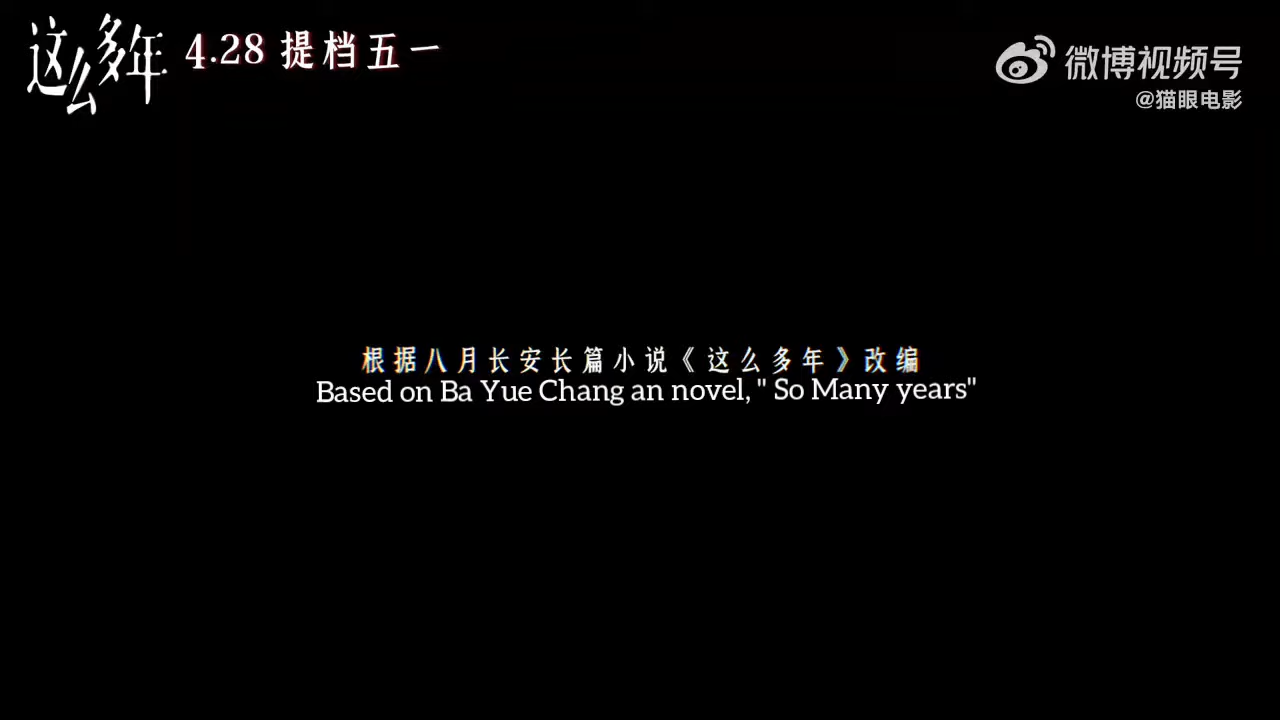 这么多年 4.28 提档五一
微博视频号
@猫眼电影
根据八月长安长篇小说《这么多年》改编
Based on Ba Yue Chang an novel, " So Many years"